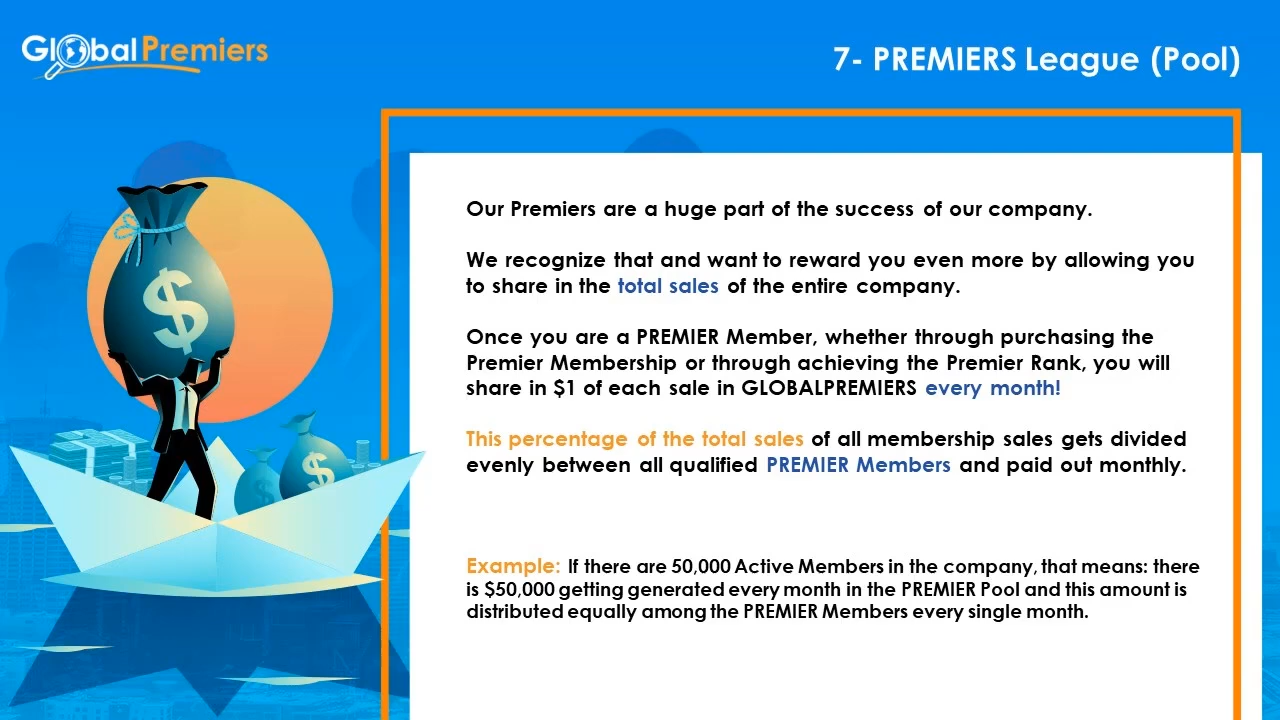 GlobalPremiers
7- PREMIERS League (Pool)
Our Premiers are a huge part of the success of our company.
We recognize that and want to reward you even more by allowing you
to share in the total sales of the entire company.
Once you are a PREMIER Member, whether through purchasing the
Premier Membership or through achieving the Premier Rank, you will
share in $1 of each sale in GLOBALPREMIERS every month!
This percentage of the total sales of all membership sales gets divided
evenly between all qualified PREMIER Members and paid out monthly.
Example: If there are 50,000 Active Members in the company, that means: there
is $50,000 getting generated every month in the PREMIER Pool and this amount is
distributed equally among the PREMIER Members every single month.
$
$
$